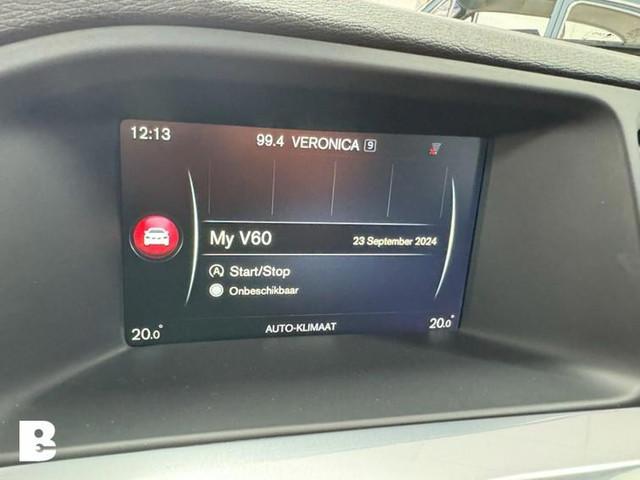 12:13
99.4 VERONICA 9
My V60
23 September 2024
Start/Stop
Onbeschikbaar
20.0°
AUTO-KLIMAAT
20.0°
B